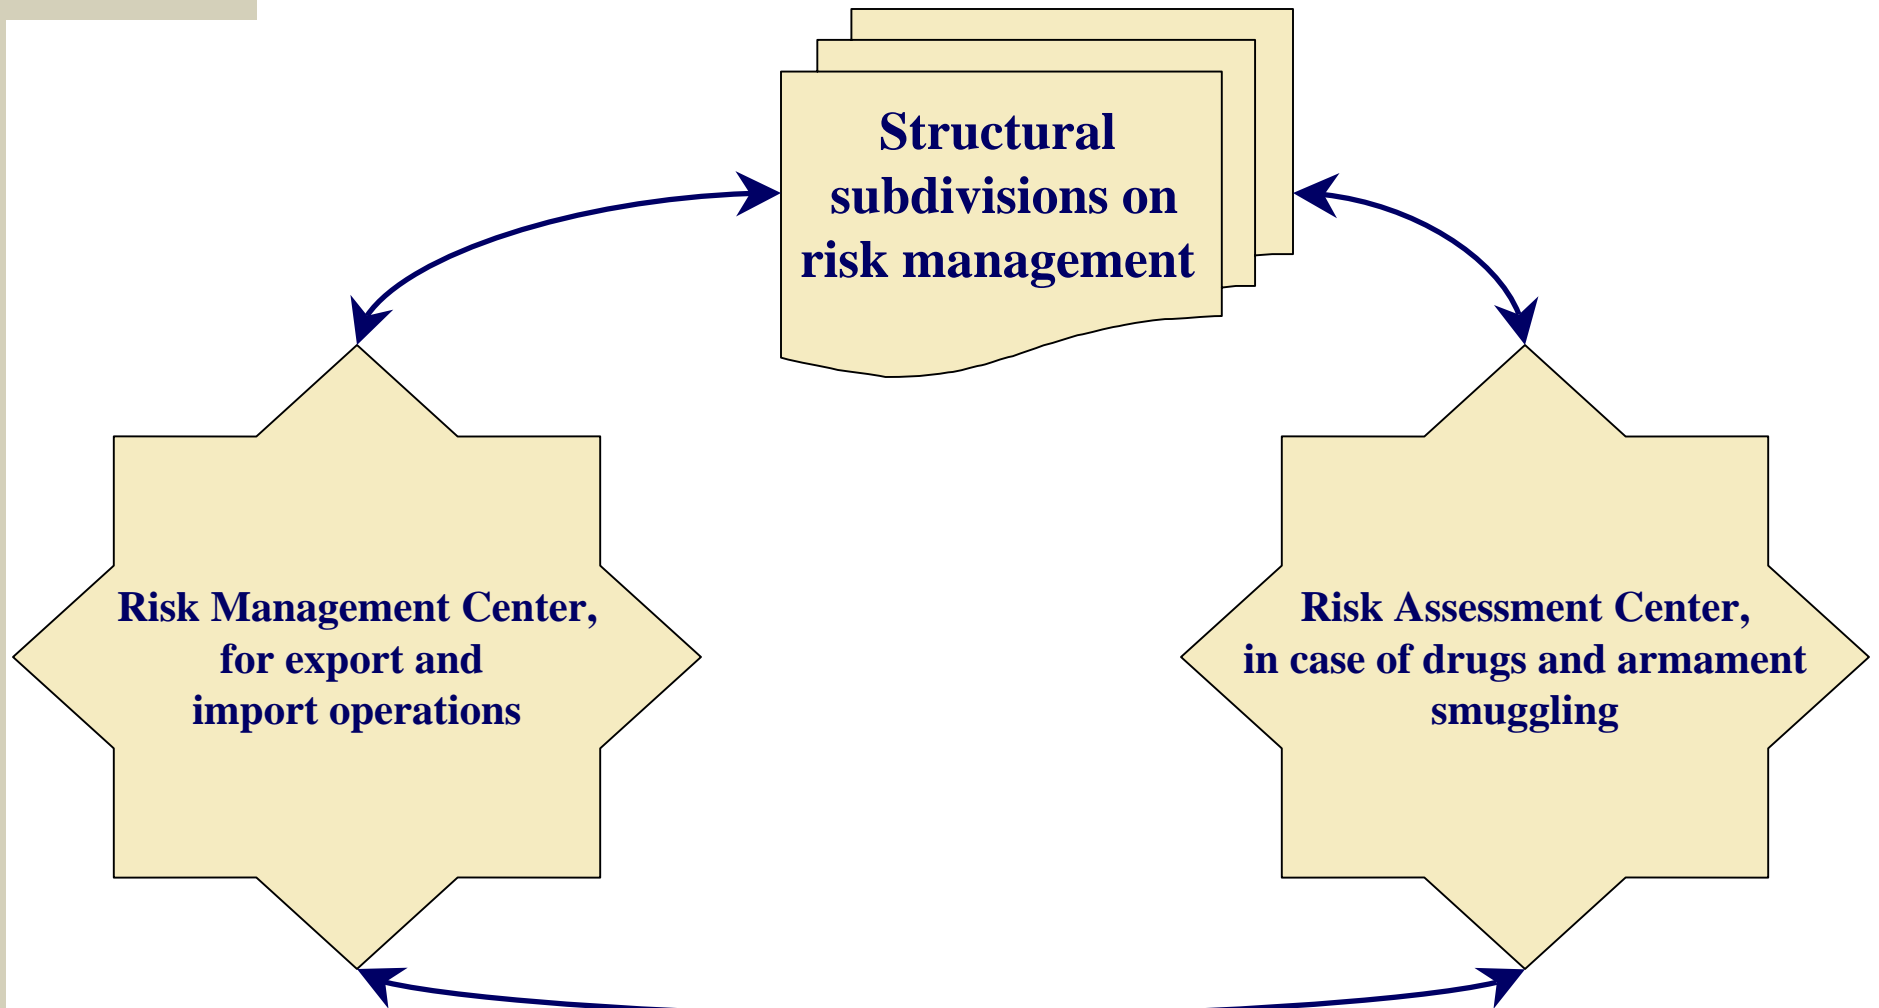 Structural
subdivisions on
risk management
Risk Management Center,
for export and
import operations
Risk Assessment Center,
in case of drugs and armament
smuggling